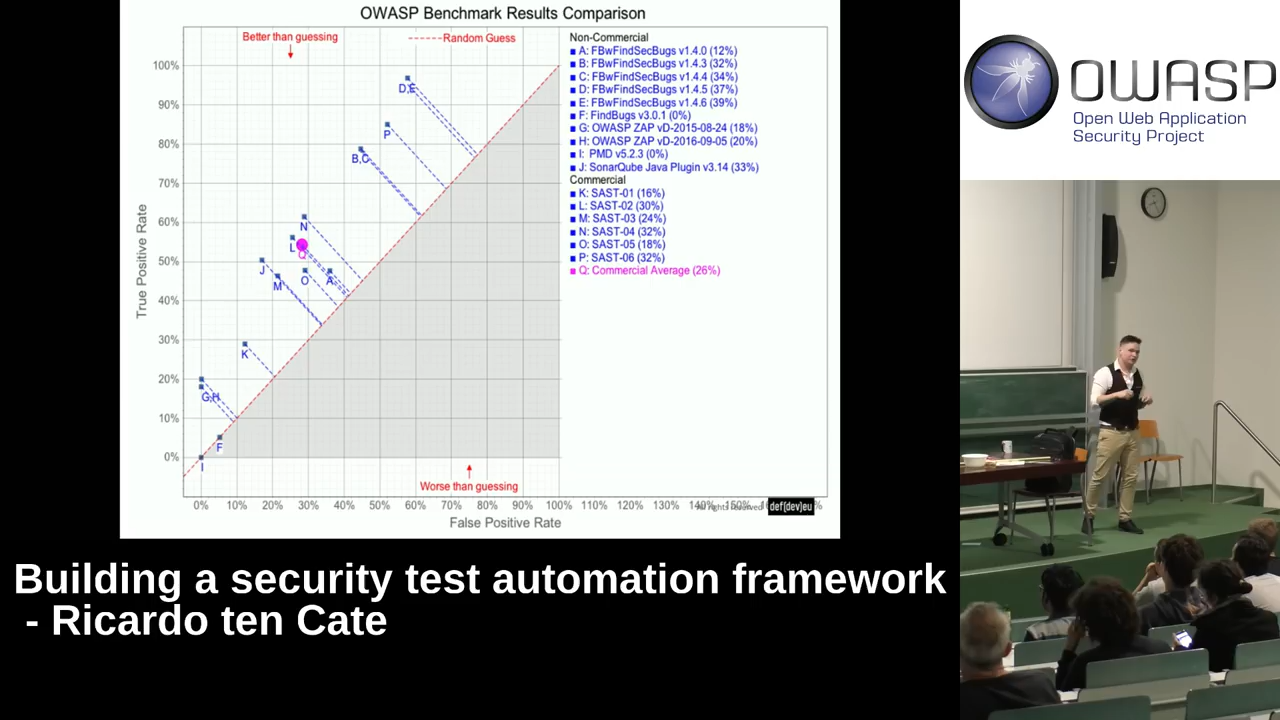 OWASP Benchmark Results Comparison
Better than guessing
Random Guess
Non-Commercial
A: FBwFindSecBugs v1.4.0 (12%)
B: FBwFindSecBugs v1.4.3 (32%)
C: FBwFindSecBugs v1.4.4 (34%)
D: FBwFindSecBugs v1.4.5 (37%)
E: FBwFindSecBugs v1.4.6 (39%)
F: FindBugs v3.0.1 (0%)
G: OWASP ZAP vD-2015-08-24 (18%)
H: OWASP ZAP vD-2016-09-05 (20%)
I: PMD v5.2.3 (0%)
J: SonarQube Java Plugin v3.14 (33%)
Commercial
K: SAST-01 (16%)
L: SAST-02 (30%)
M: SAST-03 (24%)
N: SAST-04 (32%)
O: SAST-05 (18%)
P: SAST-06 (32%)
Q: Commercial Average (26%)
True Positive Rate
100%
90%
80%
70%
60%
50%
40%
30%
20%
10%
0%
D,E
P
B,C
N
L
Q
J
M
O
A
K
G,H
F
I
Worse than guessing
0% 10% 20% 30% 40% 50% 60% 70% 80% 90% 100% 110% 120% 130% 140% 150%
All rights reserved
def[dev]eu
False Positive Rate
OWASP
Open Web Application
Security Project
Building a security test automation framework
- Ricardo ten Cate